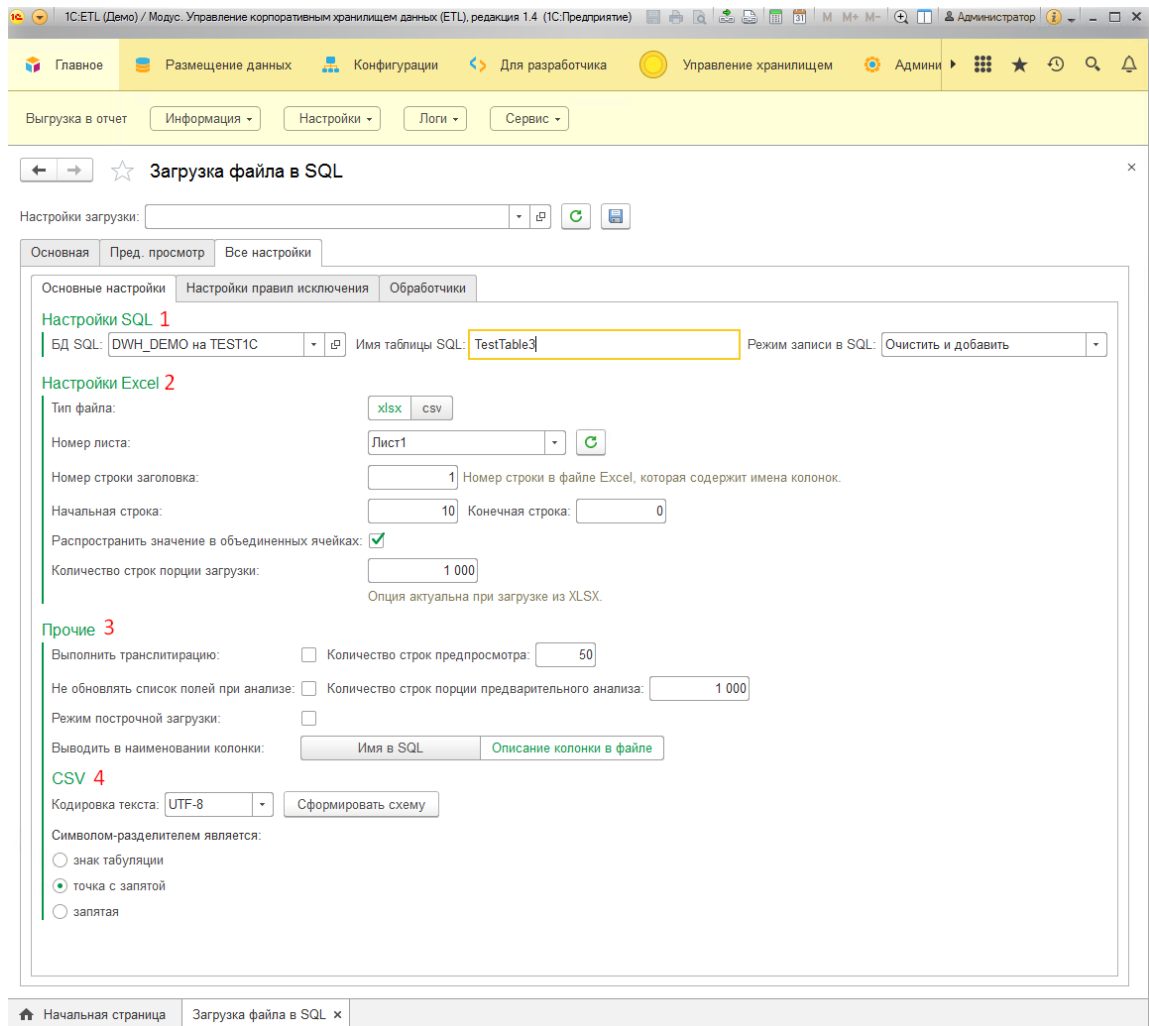 1С:ETL (Демо) / Модус. Управление корпоративным хранилищем данных (ETL), редакция 1.4 (1С:Предприятие) 31 M M+ M- Администратор
Главное Размещение данных Конфигурации Для разработчика Управление хранилищем Админи
Выгрузка в отчет Информация Настройки Логи Сервис
Загрузка файла в SQL
Настройки загрузки:
Основная Пред. просмотр Все настройки
Основные настройки Настройки правил исключения Обработчики
Настройки SQL 1
БД SQL: DWH_DEMO на TEST1C Имя таблицы SQL: TestTable3 Режим записи в SQL: Очистить и добавить
Настройки Excel 2
Тип файла: xlsx csv
Номер листа: Лист1
Номер строки заголовка: 1 Номер строки в файле Excel, которая содержит имена колонок.
Начальная строка: 10 Конечная строка: 0
Распространить значение в объединенных ячейках:
Количество строк порции загрузки: 1 000
Опция актуальна при загрузке из XLSX.
Прочие 3
Выполнить транслитирацию: Количество строк предпросмотра: 50
Не обновлять список полей при анализе: Количество строк порции предварительного анализа: 1 000
Режим построчной загрузки:
Выводить в наименовании колонки: Имя в SQL Описание колонки в файле
CSV 4
Кодировка текста: UTF-8 Сформировать схему
Символом-разделителем является:
знак табуляции
точка с запятой
запятая
Начальная страница Загрузка файла в SQL